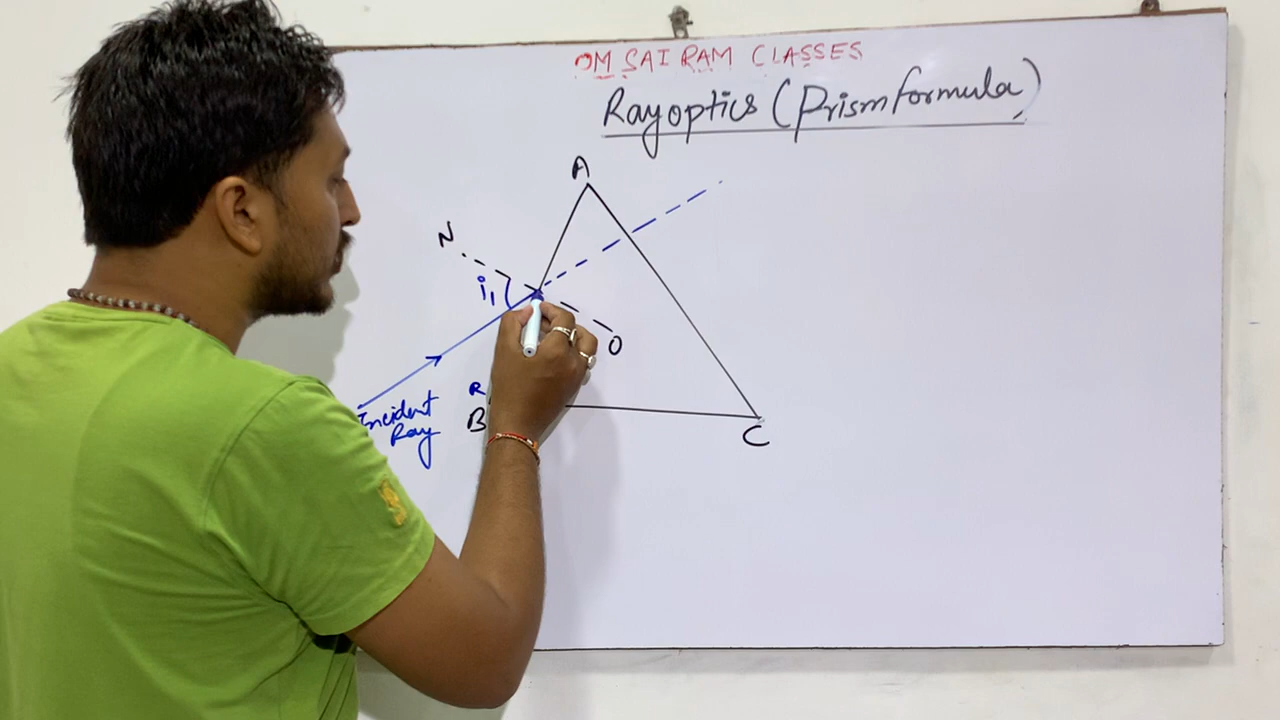 OM SAI RAM CLASSES
Ray optics (Prism formula)
A
N
i1
O
R
B
C
Incident
Ray